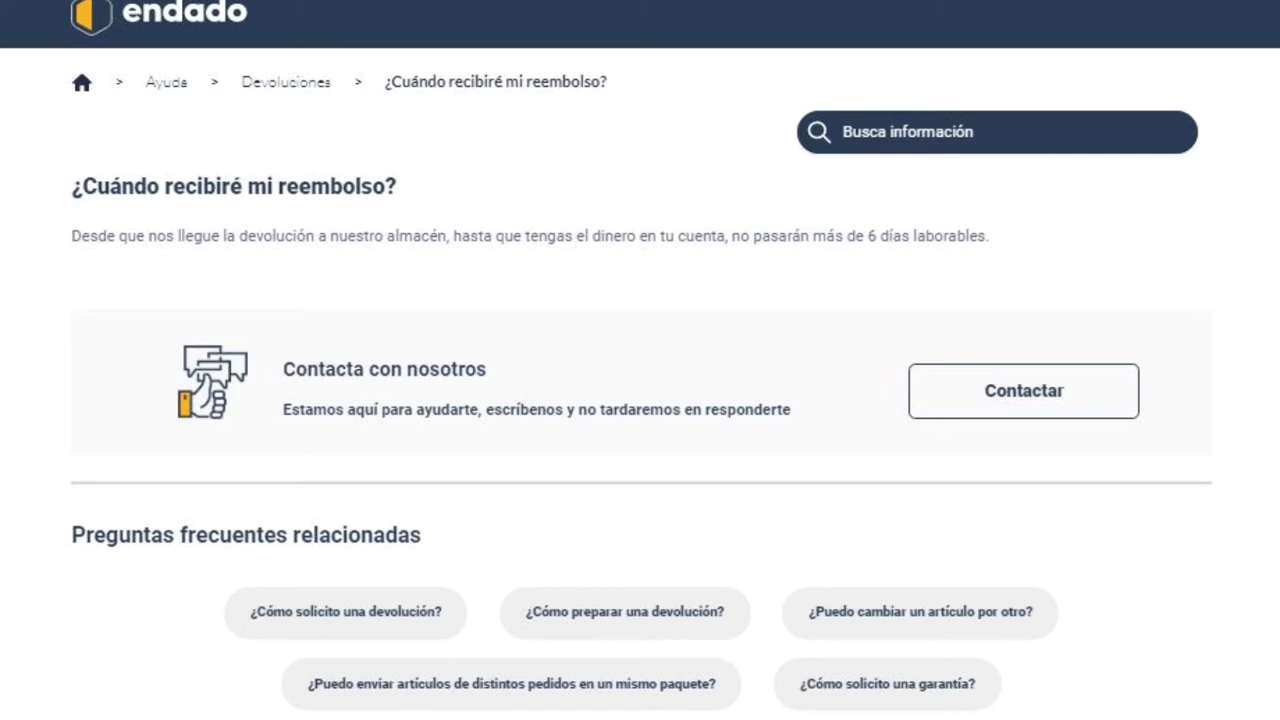 endado
> Ayuda > Devoluciones > ¿Cuándo recibiré mi reembolso?
Busca información
¿Cuándo recibiré mi reembolso?
Desde que nos llegue la devolución a nuestro almacén, hasta que tengas el dinero en tu cuenta, no pasarán más de 6 días laborables.
Contacta con nosotros
Estamos aquí para ayudarte, escríbenos y no tardaremos en responderte
Contactar
Preguntas frecuentes relacionadas
¿Cómo solicito una devolución? ¿Cómo preparar una devolución? ¿Puedo cambiar un artículo por otro?
¿Puedo enviar artículos de distintos pedidos en un mismo paquete? ¿Cómo solicito una garantía?